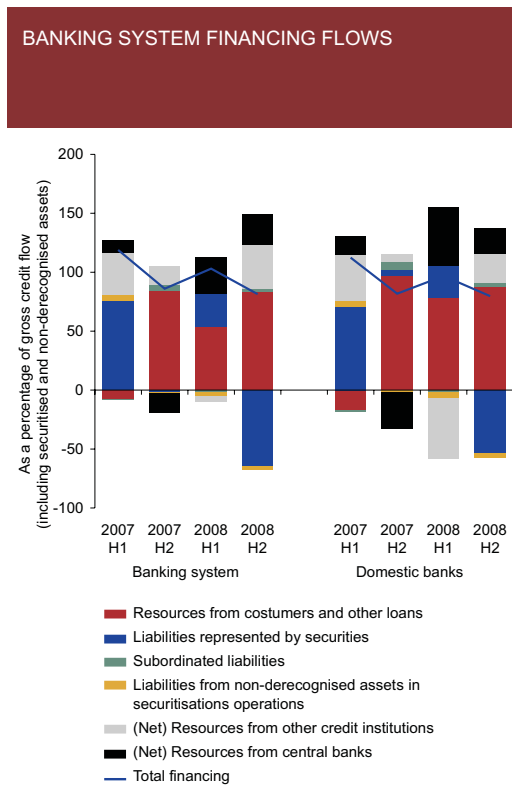 BANKING SYSTEM FINANCING FLOWS
As a percentage of gross credit flow
(including securitised and non-derecognised assets)
200
150
100
50
0
-50
-100
2007 2007 2008 2008 2007 2007 2008 2008
H1 H2 H1 H2 H1 H2 H1 H2
Banking system Domestic banks
Resources from costumers and other loans
Liabilities represented by securities
Subordinated liabilities
Liabilities from non-derecognised assets in
securitisations operations
(Net) Resources from other credit institutions
(Net) Resources from central banks
Total financing